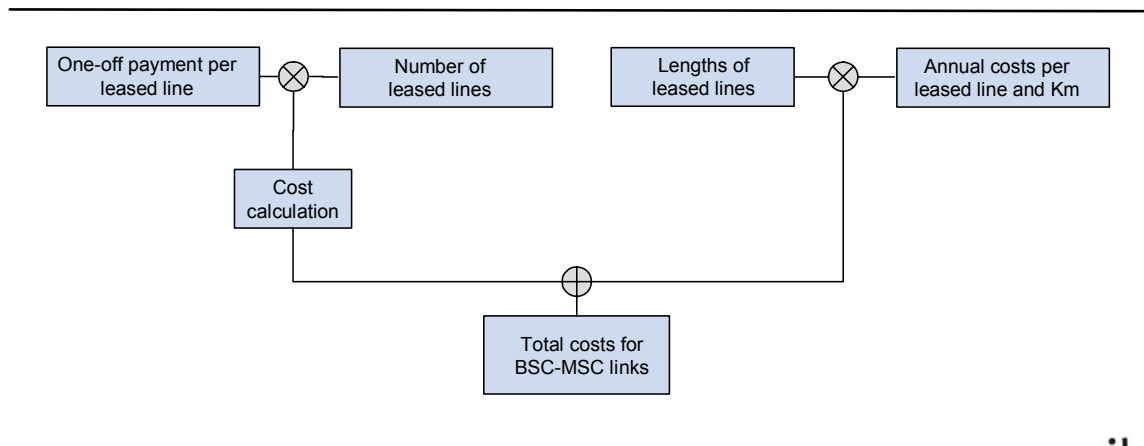 One-off payment per
leased line
Number of
leased lines
Lengths of
leased lines
Annual costs per
leased line and Km
Cost
calculation
Total costs for
BSC-MSC links